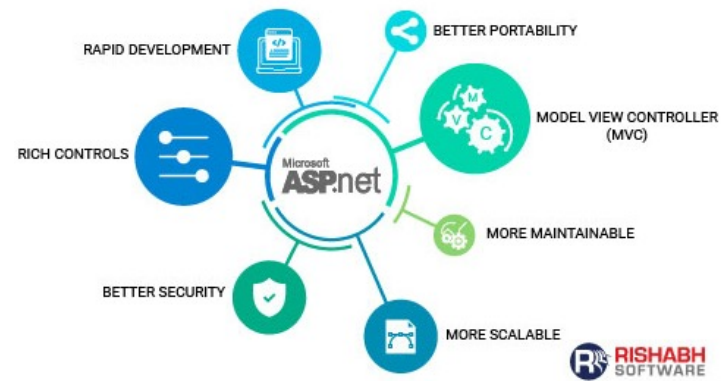 RAPID DEVELOPMENT
BETTER PORTABILITY
M
V
C
MODEL VIEW CONTROLLER
(MVC)
RICH CONTROLS
Microsoft
ASP.net
MORE MAINTAINABLE
BETTER SECURITY
MORE SCALABLE
R
RISHABH
SOFTWARE